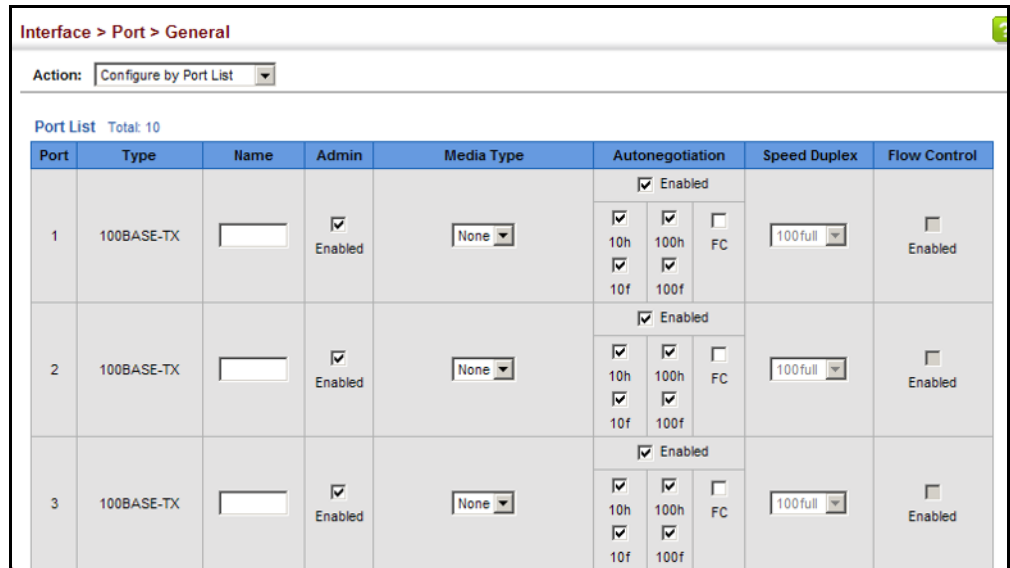 Interface > Port > General
?
Action: Configure by Port List
Port List Total: 10
Port Type Name Admin Media Type Autonegotiation Speed Duplex Flow Control
Enabled
1 100BASE-TX Enabled None 10h 100h FC 100full Enabled
10f 100f
Enabled
2 100BASE-TX Enabled None 10h 100h FC 100full Enabled
10f 100f
Enabled
3 100BASE-TX Enabled None 10h 100h FC 100full Enabled
10f 100f